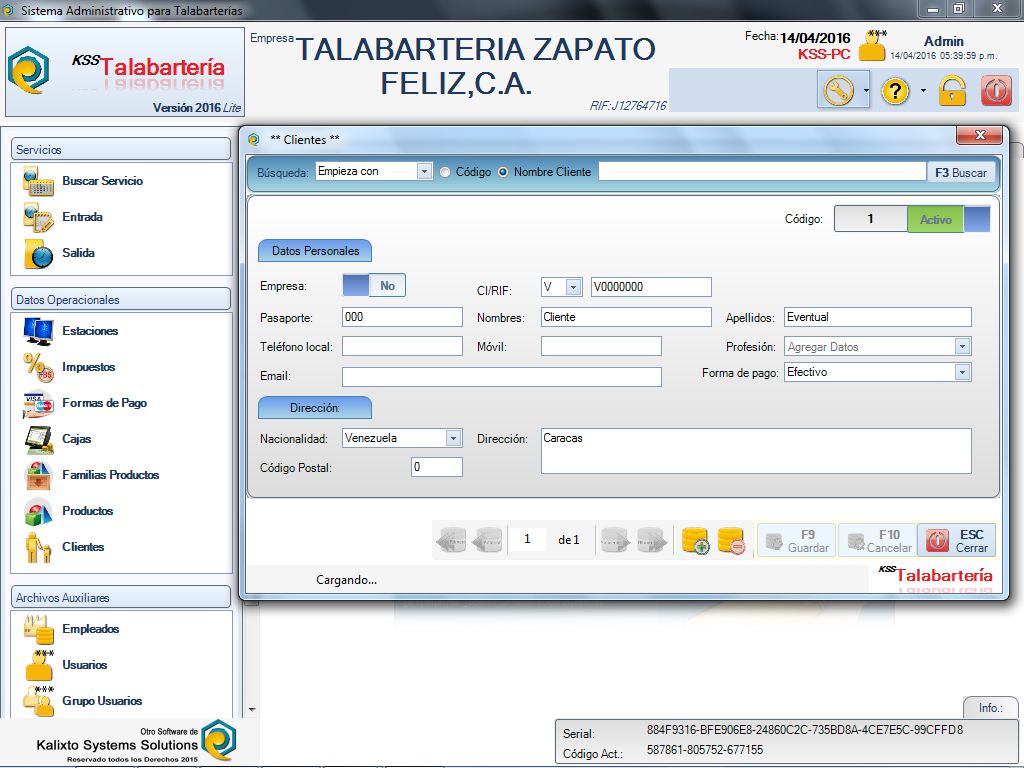 Sistema Administrativo para Talabarterías
KSS Talabartería
Versión 2016 Lite
Empresa
TALABARTERIA ZAPATO
FELIZ,C.A.
RIF:J12764716
Fecha: 14/04/2016
KSS-PC
Admin
14/04/2016 05:39:59 p.m.
Servicios
Buscar Servicio
Entrada
Salida
Datos Operacionales
Estaciones
Impuestos
Formas de Pago
Cajas
Familias Productos
Productos
Clientes
Archivos Auxiliares
Empleados
Usuarios
Grupo Usuarios
Otro Software de
Kalixto Systems Solutions
Reservado todos los Derechos 2015
** Clientes **
Búsqueda: Empieza con Código Nombre Cliente F3 Buscar
Código: 1 Activo
Datos Personales
Empresa: No CI/RIF: V V0000000
Pasaporte: 000 Nombres: Cliente Apellidos: Eventual
Teléfono local: Móvil: Profesión: Agregar Datos
Email: Forma de pago: Efectivo
Dirección:
Nacionalidad: Venezuela Dirección: Caracas
Código Postal: 0
1 de 1
F9 Guardar
F10 Cancelar
ESC Cerrar
Cargando...
KSS Talabartería
Info.:
Serial: 884F9316-BFE906E8-24860C2C-735BD8A-4CE7E5C-99CFFFD8
Código Act.: 587861-805752-677155